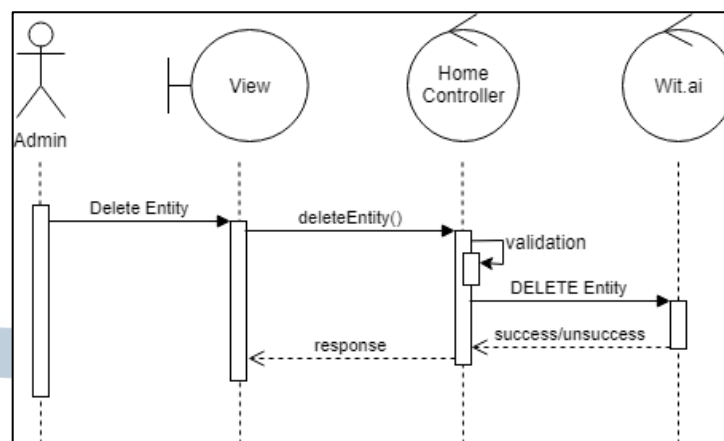 View
Home
Controller
Wit.ai
Admin
Delete Entity
deleteEntity()
validation
DELETE Entity
success/unsuccess
response